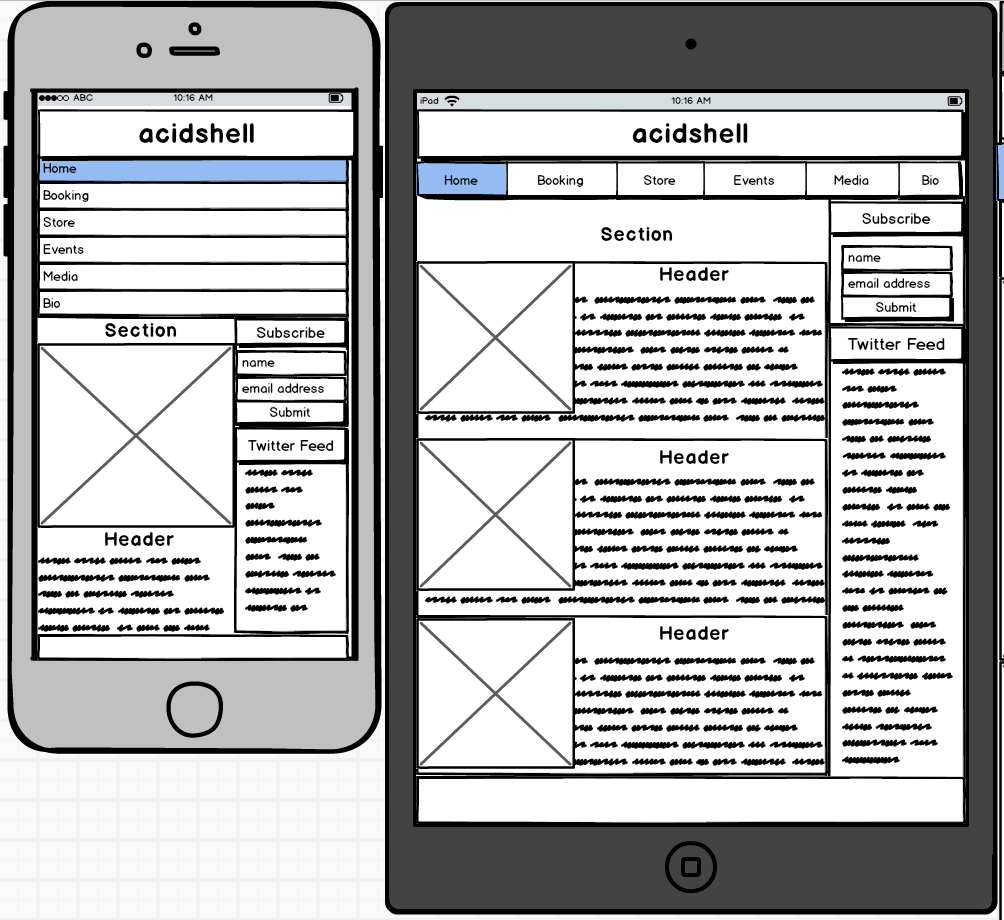 ABC 10:16 AM
acidshell
Home
Booking
Store
Events
Media
Bio
Section
Header
Subscribe
name
email address
Submit
Twitter Feed
iPad 10:16 AM
acidshell
Home Booking Store Events Media Bio
Section
Header
Header
Header
Subscribe
name
email address
Submit
Twitter Feed